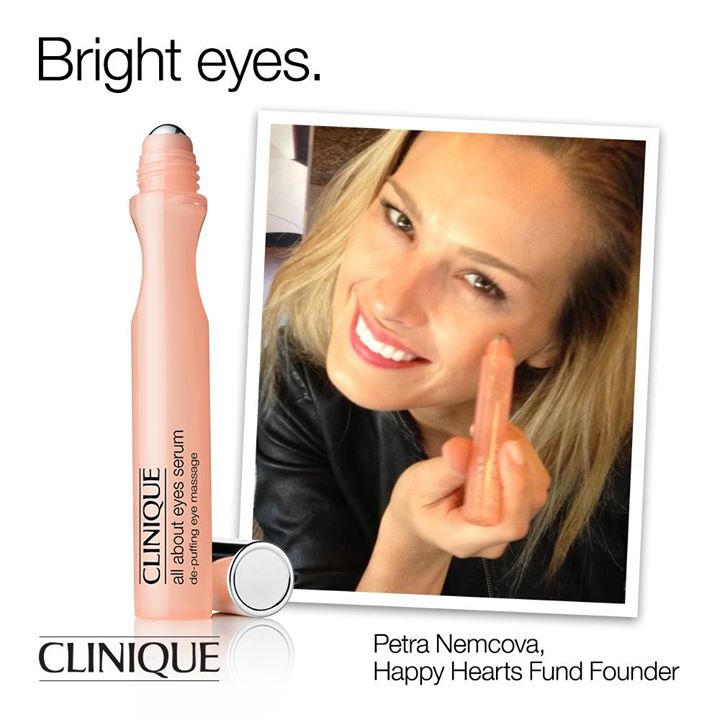 Bright eyes.
CLINIQUE
all about eyes serum
de-puffing eye massage
CLINIQUE
Petra Nemcova,
Happy Hearts Fund Founder